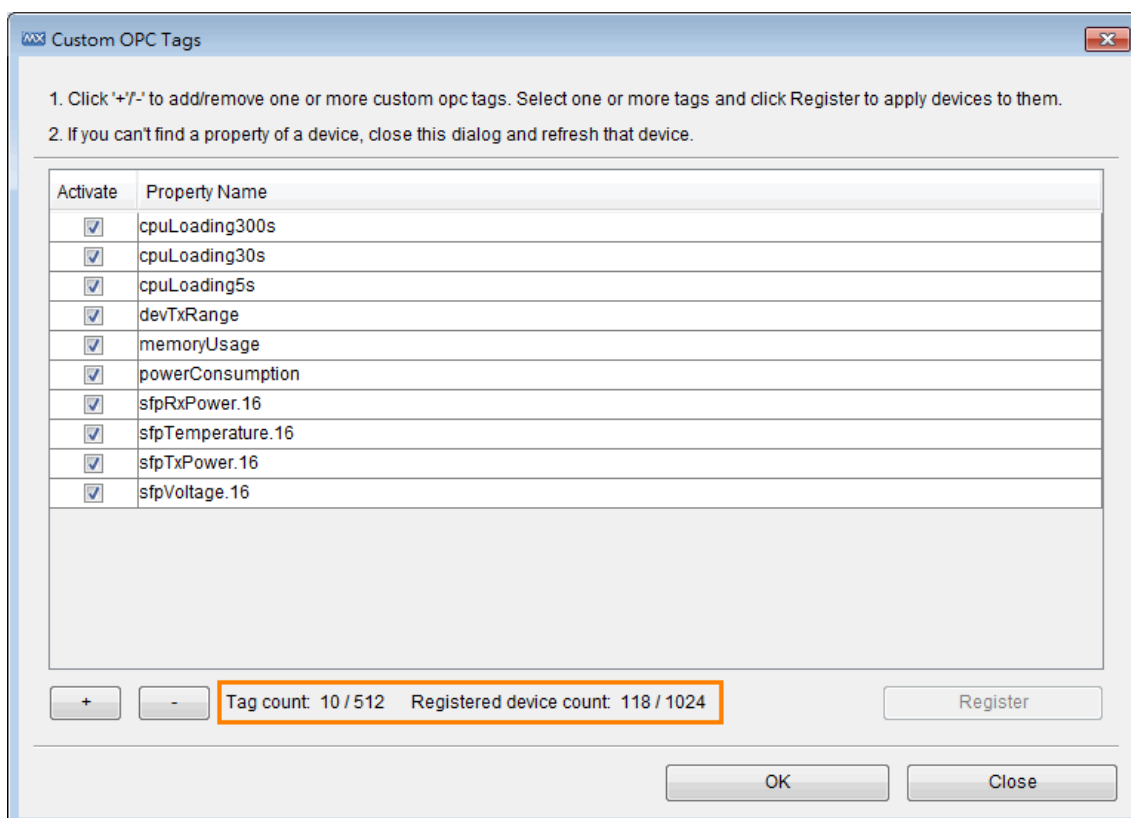 MX Custom OPC Tags
1. Click '+'/'-' to add/remove one or more custom opc tags. Select one or more tags and click Register to apply devices to them.
2. If you can't find a property of a device, close this dialog and refresh that device.
Activate Property Name
cpuLoading300s
cpuLoading30s
cpuLoading5s
devTxRange
memoryUsage
powerConsumption
sfpRxPower.16
sfpTemperature.16
sfpTxPower.16
sfpVoltage.16
+ - Tag count: 10 / 512 Registered device count: 118 / 1024 Register
OK Close